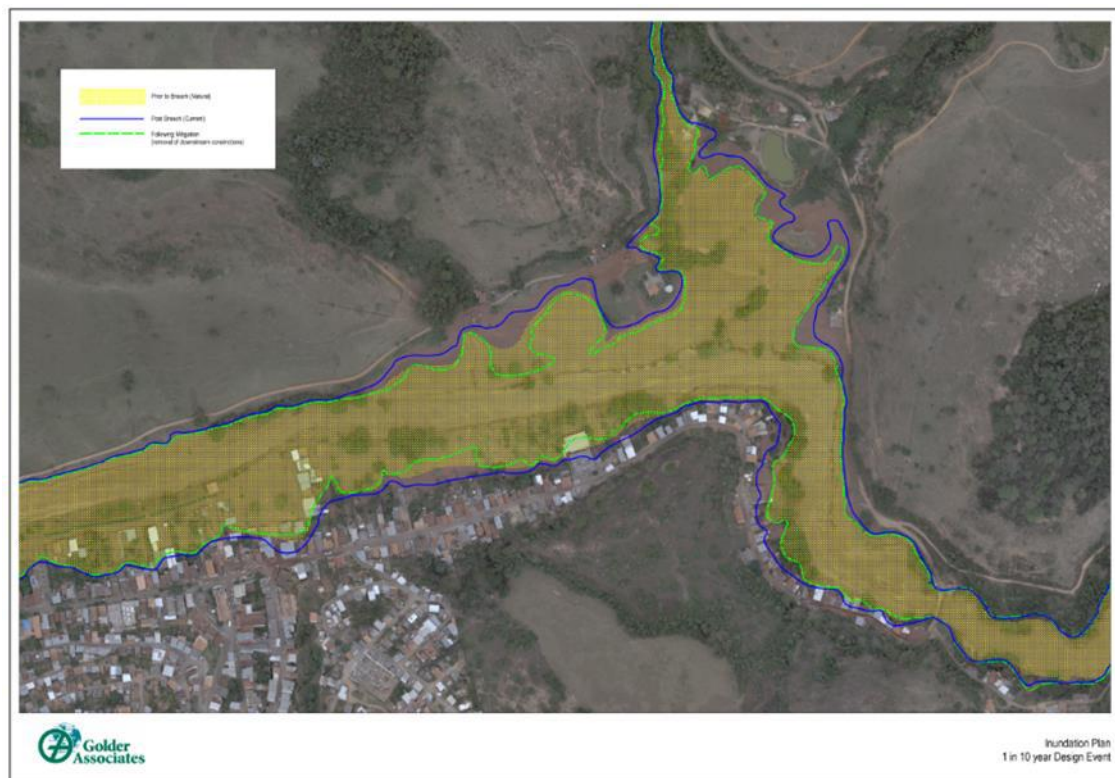 Prior to Breach (Natural)
Post Breach (Current)
Following Mitigation
(removal of downstream constrictions)
Golder
Associates
Inundation Plan
1 in 10 year Design Event